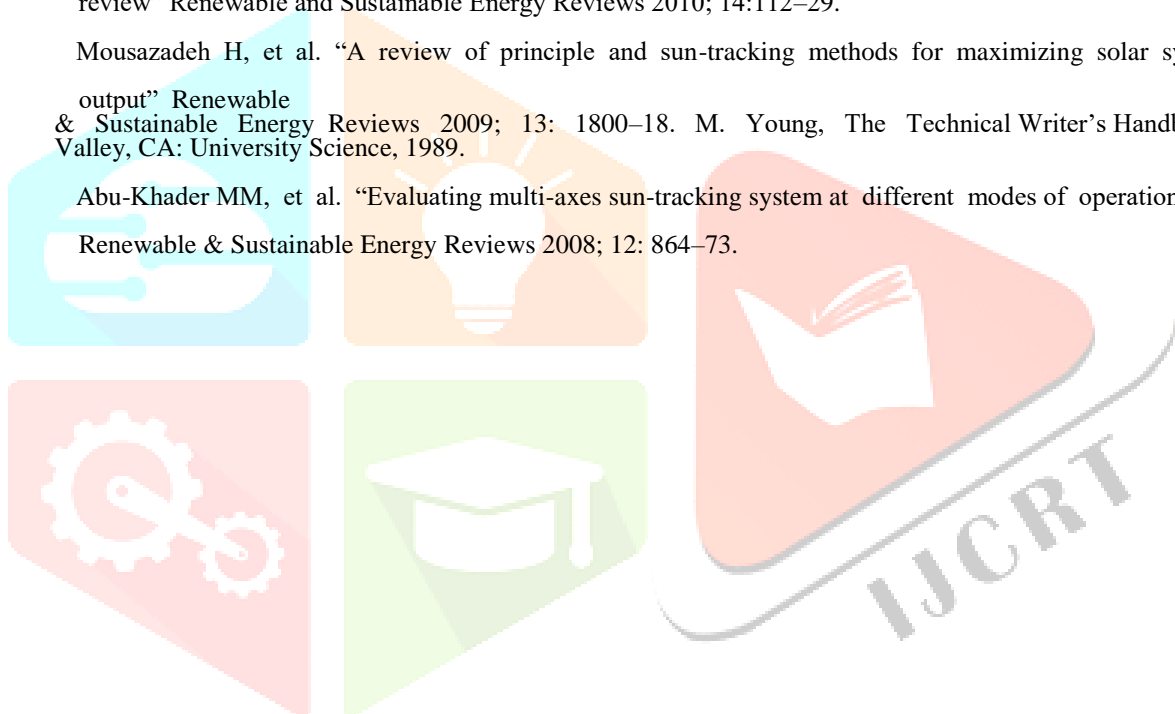 review" Renewable and Sustainable Energy Reviews 2010; 14:112–29.
Mousazadeh H, et al. “A review of principle and sun-tracking methods for maximizing solar
output” Renewable
& Sustainable Energy Reviews 2009; 13: 1800–18. M. Young, The Technical Writer's
Valley, CA: University Science, 1989.
Abu-Khader MM, et al. “Evaluating multi-axes sun-tracking system at different modes of operation
Renewable & Sustainable Energy Reviews 2008; 12: 864–73.
IJCRT